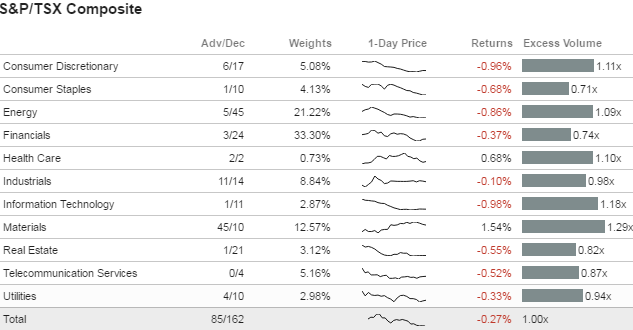 S&P/TSX Composite
Adv/Dec Weights 1-Day Price Returns Excess Volume
Consumer Discretionary 6/17 5.08% -0.96% 1.11x
Consumer Staples 1/10 4.13% -0.68% 0.71x
Energy 5/45 21.22% -0.86% 1.09x
Financials 3/24 33.30% -0.37% 0.74x
Health Care 2/2 0.73% 0.68% 1.10x
Industrials 11/14 8.84% -0.10% 0.98x
Information Technology 1/11 2.87% -0.98% 1.18x
Materials 45/10 12.57% 1.54% 1.29x
Real Estate 1/21 3.12% -0.55% 0.82x
Telecommunication Services 0/4 5.16% -0.52% 0.87x
Utilities 4/10 2.98% -0.33% 0.94x
Total 85/162 -0.27% 1.00x